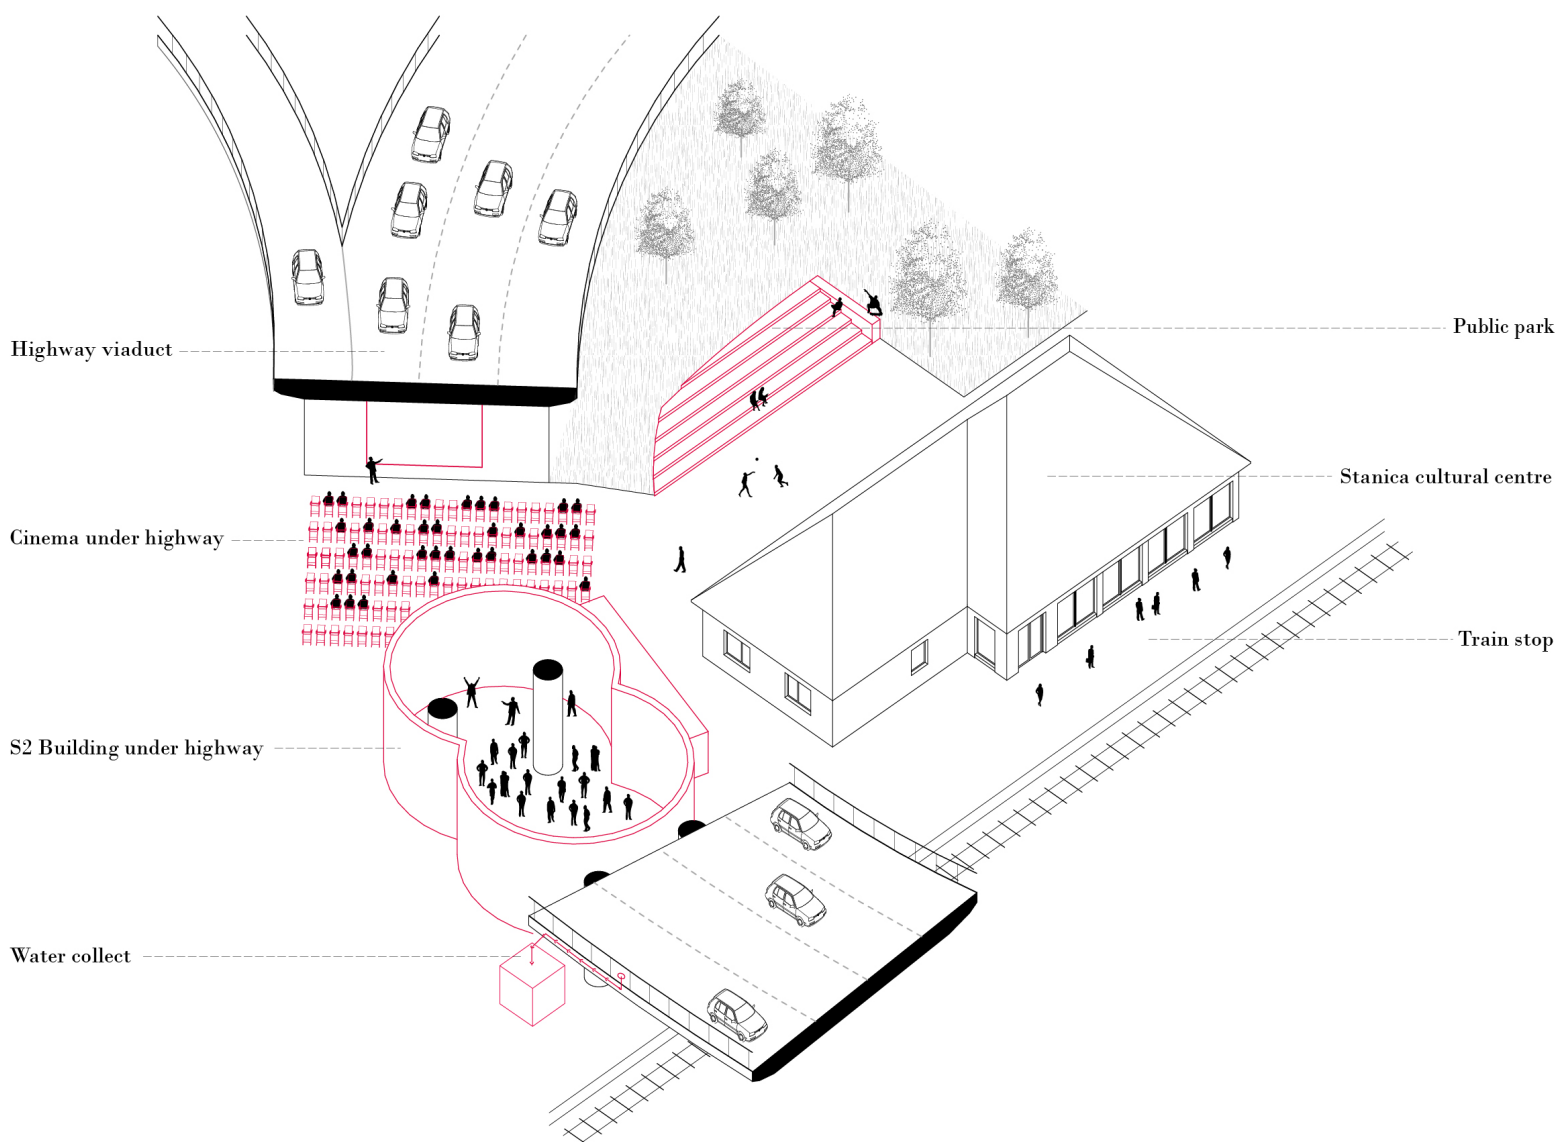 Public park
Highway viaduct
Stanica cultural centre
Cinema under highway
Train stop
S2 Building under highway
Water collect